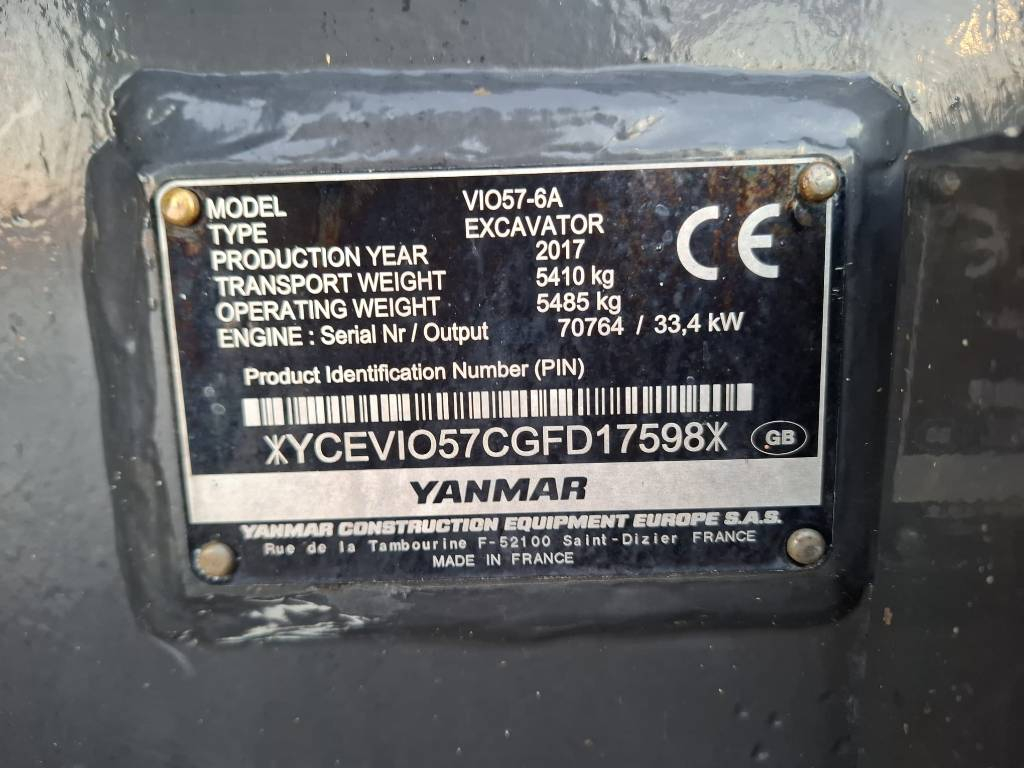 MODEL VIO57-6A
TYPE EXCAVATOR
PRODUCTION YEAR 2017
TRANSPORT WEIGHT 5410 kg
OPERATING WEIGHT 5485 kg
ENGINE : Serial Nr / Output 70764 / 33,4 kW
CE
Product Identification Number (PIN)
YCEVIO57CGFD17598
GB
YANMAR
YANMAR CONSTRUCTION EQUIPMENT EUROPE S.A.S.
Rue de la Tambourine F-52100 Saint-Dizier FRANCE
MADE IN FRANCE